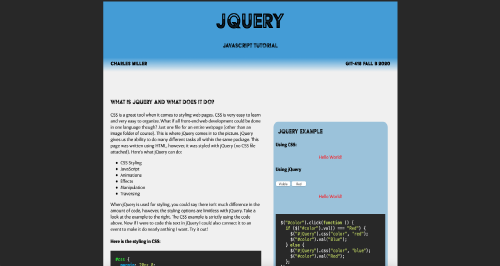 JQUERY
JAVASCRIPT TUTORIAL
CHARLES MILLER
GIT-418 FALL B 2020
WHAT IS JQUERY AND WHAT DOES IT DO?
CSS is a great tool when it comes to styling web pages. CSS is very easy to learn
and very easy to organize. What if all front-end web development could be done
in one language though? Just one file for an entire webpage (other than an
image folder of course). This is where jQuery comes in to the picture. jQuery
gives us the ability to do many different tasks all within the same package. This
page was written using HTML, however, it was styled with jQuery (no CSS file
attached). Here's what jQuery can do:
CSS Styling
JavaScript
Animations
Effects
Manipulation
Traversing
When jQuery is used for styling, you could say there isn't much difference in the
amount of code, however, the styling options are limitless with jQuery. Take a
look at the example to the right. The CSS example is strictly using the code
above. Now if I were to code this text in jQuery I could also connect it to an
event to make it do nearly anything I want. Try it out!
Here is the styling in CSS:
#css {
JQUERY EXAMPLE
Using CSS:
Hello World!
Using jQuery
Red
Hello World!
$("#color").click(function () {
if ($("#color").val() == "Red") {
$("#jQuery").css("color", "red");
$("#color").val("Blue");
} else {
$("#jQuery").css("color", "blue");
$("#color").val("Red");